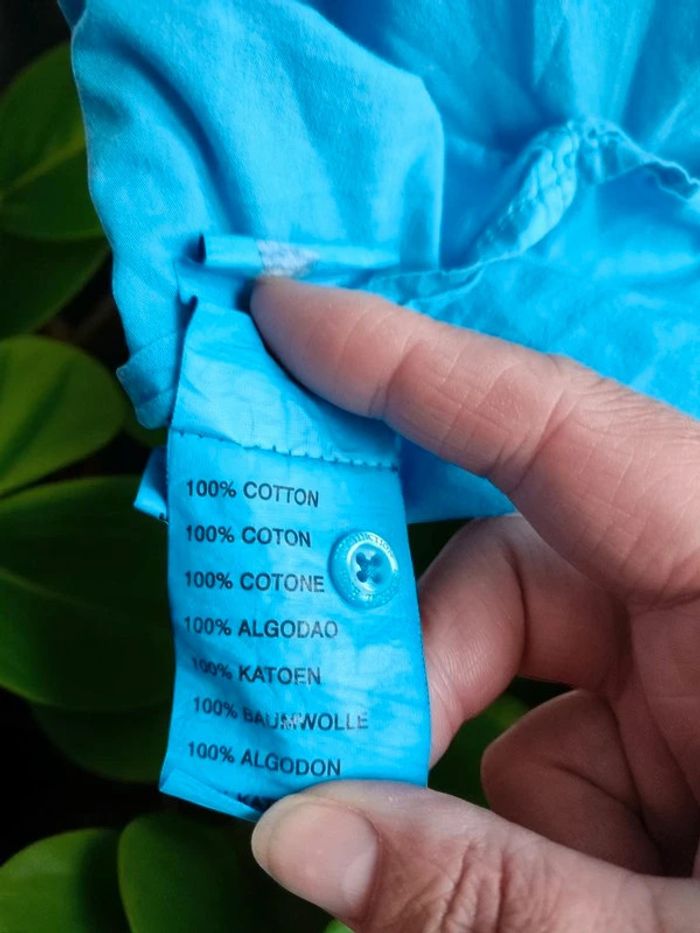 100% COTTON
100% COTON
100% COTONE
100% ALGODAO
100% KATOEN
100% BAUMWOLLE
100% ALGODON